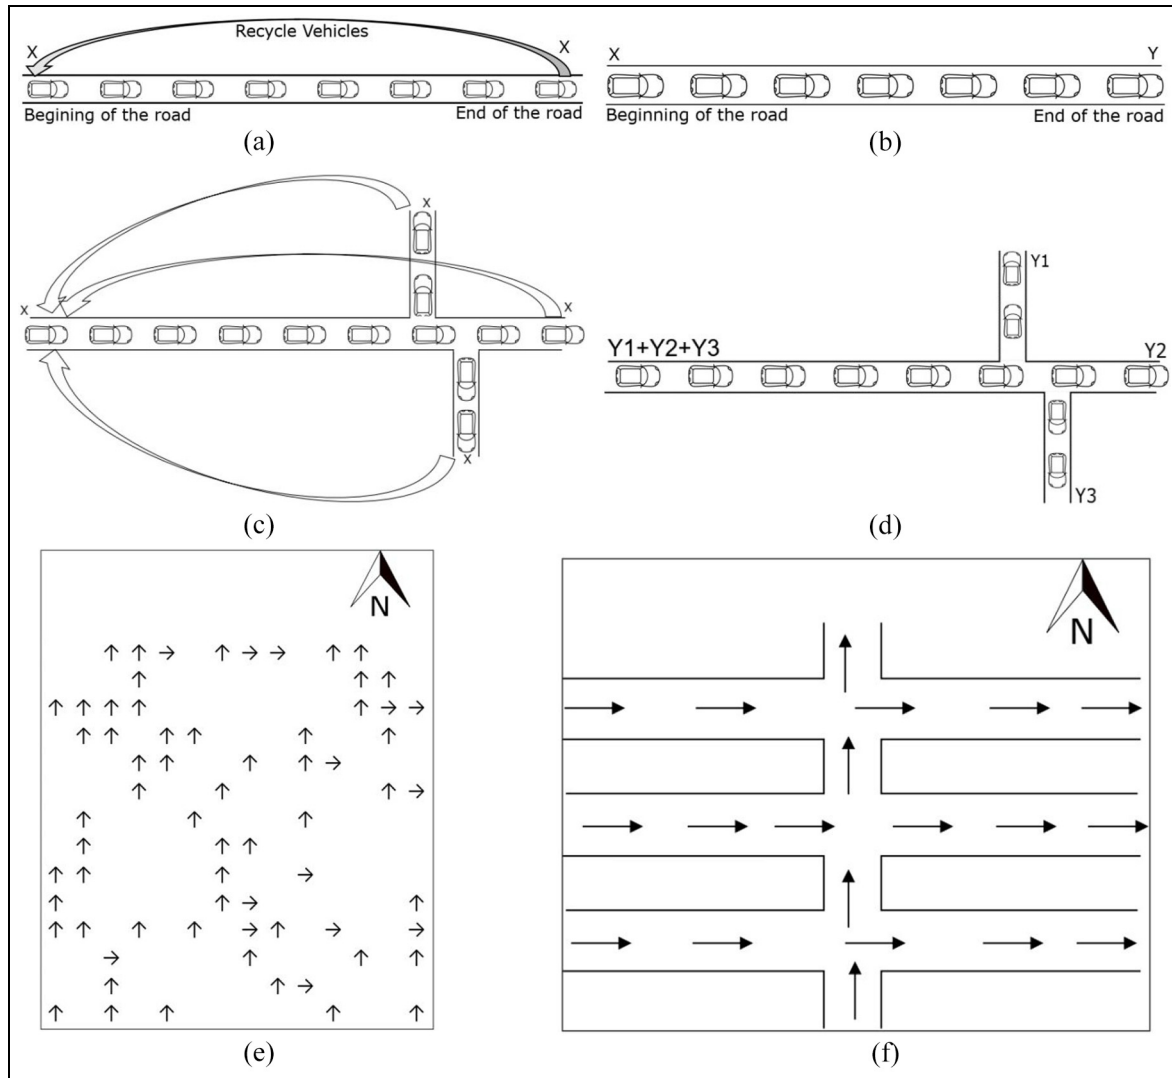 Recycle Vehicles
X X
Begining of the road End of the road
(a)
X Y
Beginning of the road End of the road
(b)
X
X X
X
(c)
Y1
Y1+Y2+Y3 Y2
Y3
(d)
N
(e)
N
(f)